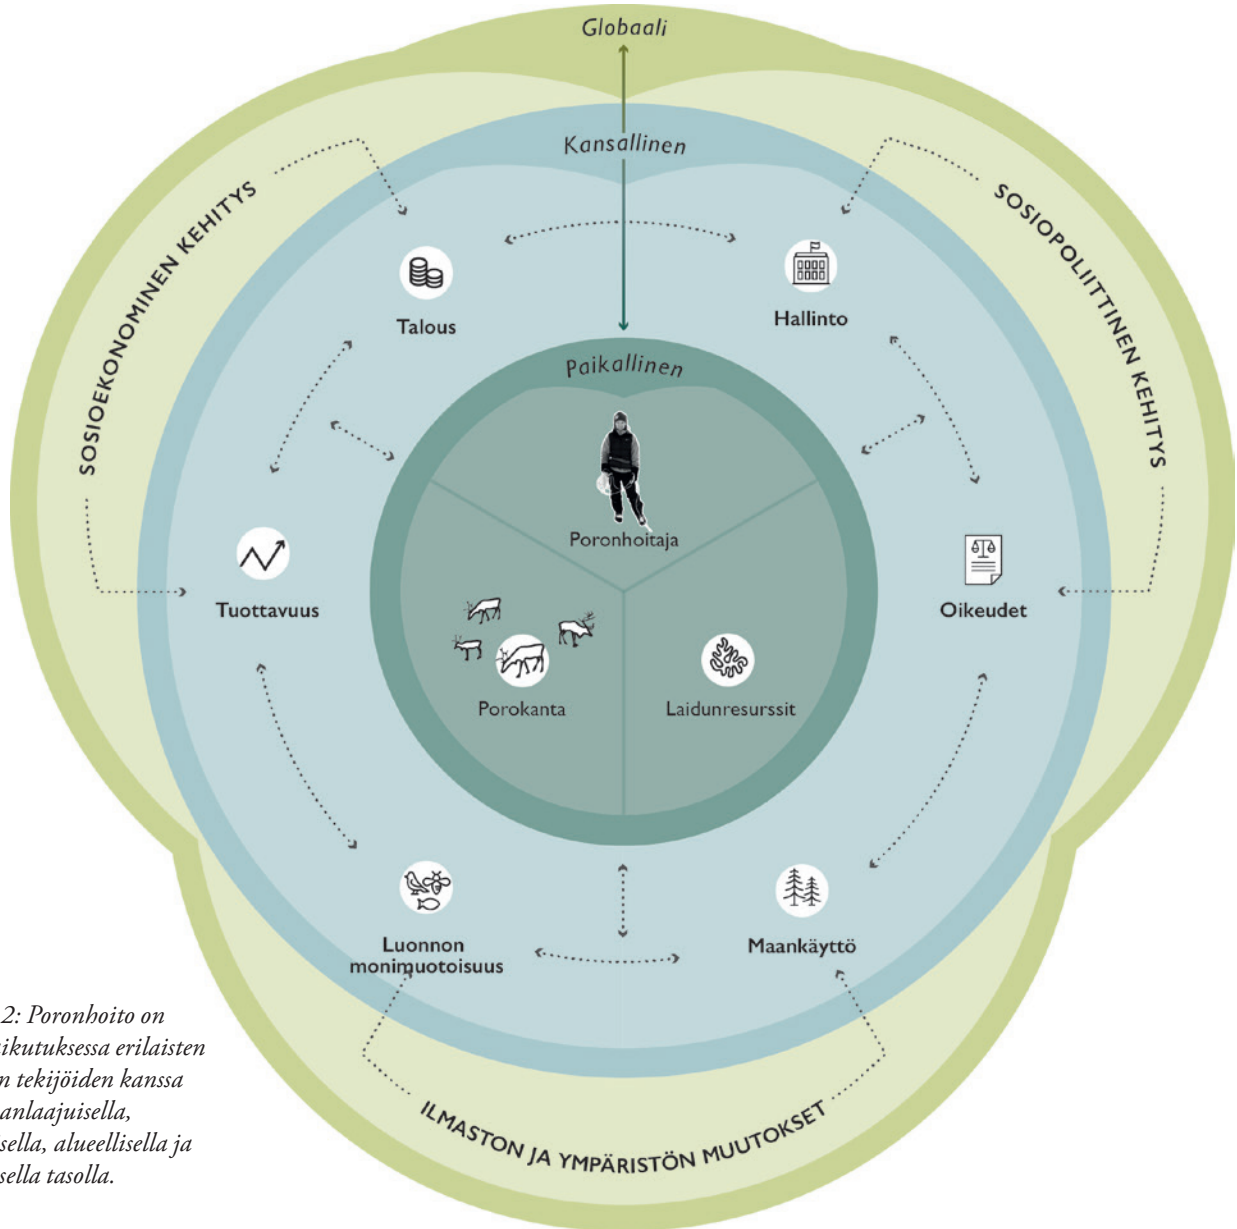 Globaali
Kansallinen
SOSIOEKONOMINEN KEHITYS
SOSIOPOLIITTINEN KEHITYS
Talous
Hallinto
Paikallinen
Poronhoitaja
Tuottavuus
Oikeudet
Porokanta
Laidunresurssit
Luonnon
monimuotoisuus
Maankäyttö
ILMASTON JA YMPÄRISTÖN MUUTOKSET
2: Poronhoito on
ikutuksessa erilaisten
n tekijöiden kanssa
anlaajuisella,
sella, alueellisella ja
sella tasolla.